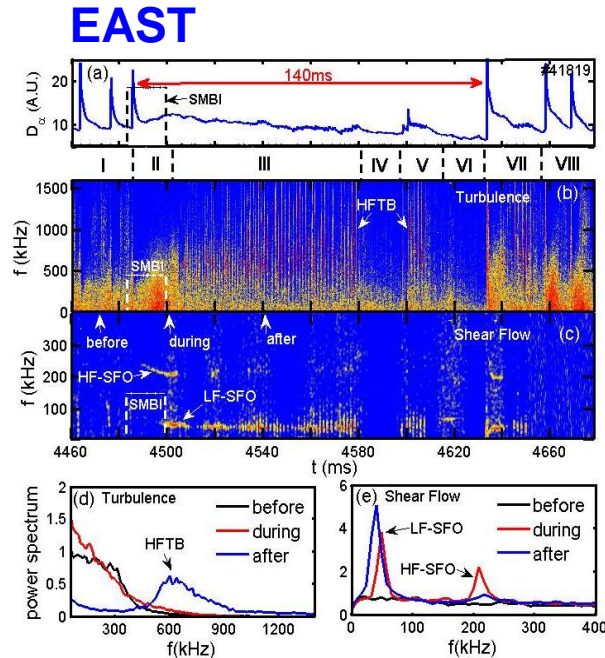 EAST
(a)
140ms
#41819
SMBI
D_α (A.U.)
20
10
I II III IV V VI VII VIII
(b)
HFTB
Turbulence
SMBI
f (kHz)
1500
1000
500
0
before
during
after
Shear Flow
(c)
HF-SFO
LF-SFO
SMBI
f (kHz)
300
200
100
0
4460 4500 4540 4580 4620 4660
t (ms)
(d) Turbulence
before
during
after
HFTB
power spectrum
2
1.5
1
0.5
0
300 600 900 1200
f(kHz)
(e) Shear Flow
before
during
after
LF-SFO
HF-SFO
6
4
2
0
0 100 200 300 400
f(kHz)